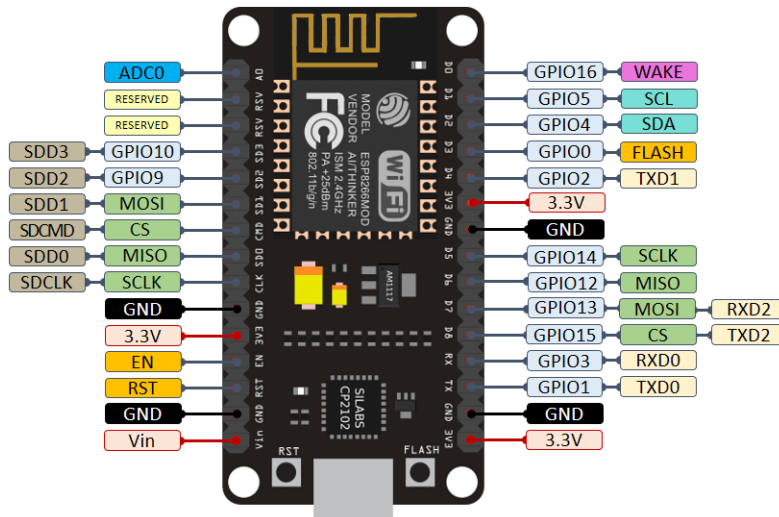 ADC0 A0 D0 GPIO16 WAKE
RESERVED RSV D1 GPIO5 SCL
RESERVED RSV D2 GPIO4 SDA
SDD3 GPIO10 SD3 D3 GPIO0 FLASH
SDD2 GPIO9 SD2 D4 GPIO2 TXD1
SDD1 MOSI SD1 3V3 3.3V
SDCMD CS CMD GND GND
SDD0 MISO SD0 D5 GPIO14 SCLK
SDCLK SCLK CLK D6 GPIO12 MISO
GND GND D7 GPIO13 MOSI RXD2
3.3V 3V3 D8 GPIO15 CS TXD2
EN EN RX GPIO3 RXD0
RST RST TX GPIO1 TXD0
GND GND GND GND
Vin Vin 3V3 3.3V
MODEL
VENDOR
ESP8266MOD
AI/THINKER
ISM 2.4GHz
PA +25dBm
802.11b/g/n
FC
Wi Fi
AM1117
SILABS
CP2102
RST
FLASH